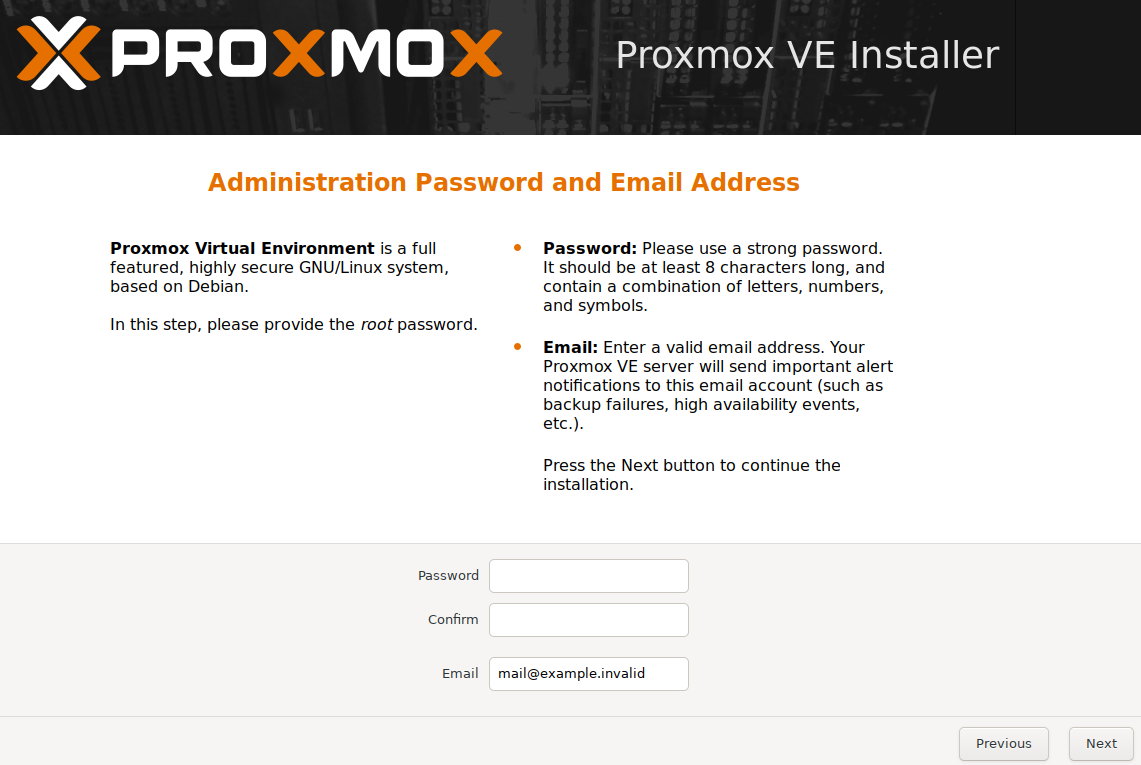 PROXMOX
Proxmox VE Installer
Administration Password and Email Address
Proxmox Virtual Environment is a full
featured, highly secure GNU/Linux system,
based on Debian.
In this step, please provide the root password.
Password: Please use a strong password.
It should be at least 8 characters long, and
contain a combination of letters, numbers,
and symbols.
Email: Enter a valid email address. Your
Proxmox VE server will send important alert
notifications to this email account (such as
backup failures, high availability events,
etc.).
Press the Next button to continue the
installation.
Password
Confirm
Email mail@example.invalid
Previous Next